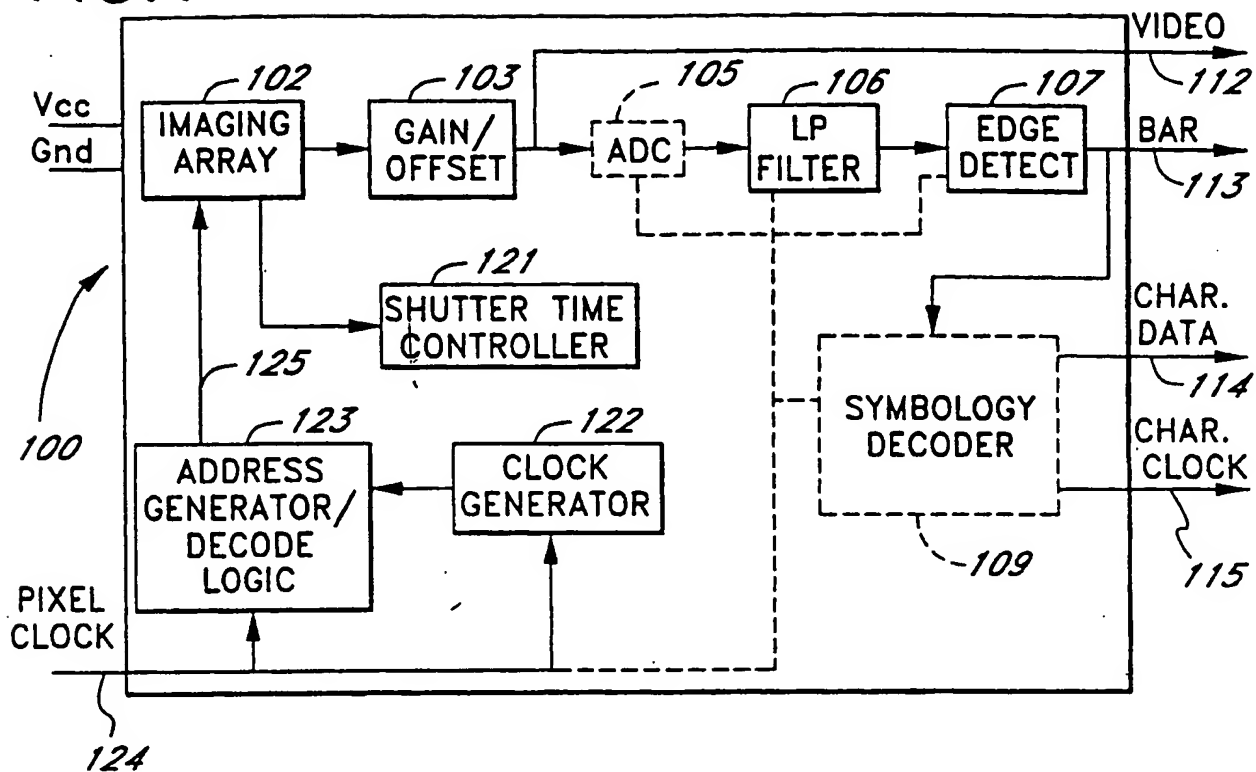 VIDEO
112
102
103
105
106
107
Vcc
Gnd
IMAGING
ARRAY
GAIN/
OFFSET
ADC
LP
FILTER
EDGE
DETECT
BAR
113
121
SHUTTER TIME
CONTROLLER
CHAR.
DATA
114
125
100
123
122
SYMBOLOGY
DECODER
ADDRESS
GENERATOR/
DECODE
LOGIC
CLOCK
GENERATOR
CHAR.
CLOCK
109
115
PIXEL
CLOCK
124